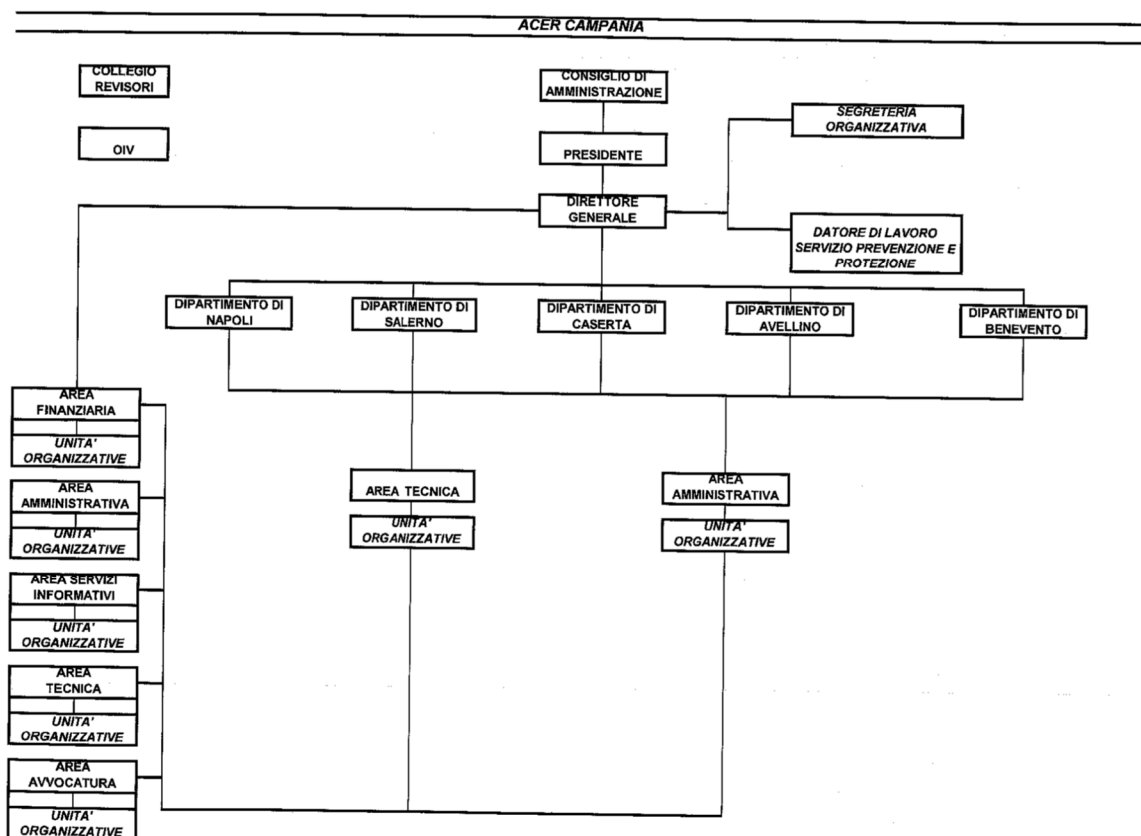 ACER CAMPANIA
COLLEGIO
REVISORI
CONSIGLIO DI
AMMINISTRAZIONE
SEGRETERIA
ORGANIZZATIVA
OIV
PRESIDENTE
DIRETTORE
GENERALE
DATORE DI LAVORO
SERVIZIO PREVENZIONE E
PROTEZIONE
DIPARTIMENTO DI
NAPOLI
DIPARTIMENTO DI
SALERNO
DIPARTIMENTO DI
CASERTA
DIPARTIMENTO DI
AVELLINO
DIPARTIMENTO DI
BENEVENTO
AREA
FINANZIARIA
UNITA'
ORGANIZZATIVE
AREA
AMMINISTRATIVA
UNITA'
ORGANIZZATIVE
AREA SERVIZI
INFORMATIVI
UNITA'
ORGANIZZATIVE
AREA
TECNICA
UNITA'
ORGANIZZATIVE
AREA
AVVOCATURA
UNITA'
ORGANIZZATIVE
AREA TECNICA
UNITA'
ORGANIZZATIVE
AREA
AMMINISTRATIVA
UNITA'
ORGANIZZATIVE